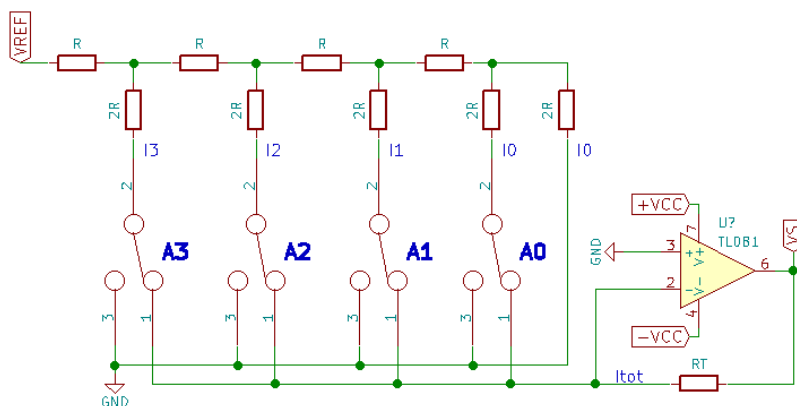 VREF
R
R
R
R
2R
2R
2R
2R
2R
I3
I2
I1
I0
I0
2
2
2
2
A3
A2
A1
A0
3
1
3
1
3
1
3
1
GND
+VCC
U?
TL081
7
GND
3
+
V+
6
VS
2
-
V-
4
-VCC
Itot
RT